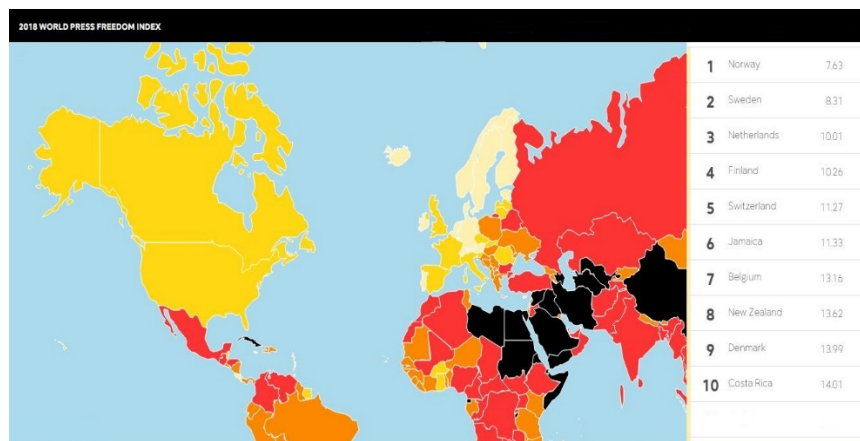 2018 WORLD PRESS FREEDOM INDEX
1 Norway 7.63
2 Sweden 8.31
3 Netherlands 10.01
4 Finland 10.26
5 Switzerland 11.27
6 Jamaica 11.33
7 Belgium 13.16
8 New Zealand 13.62
9 Denmark 13.99
10 Costa Rica 14.01